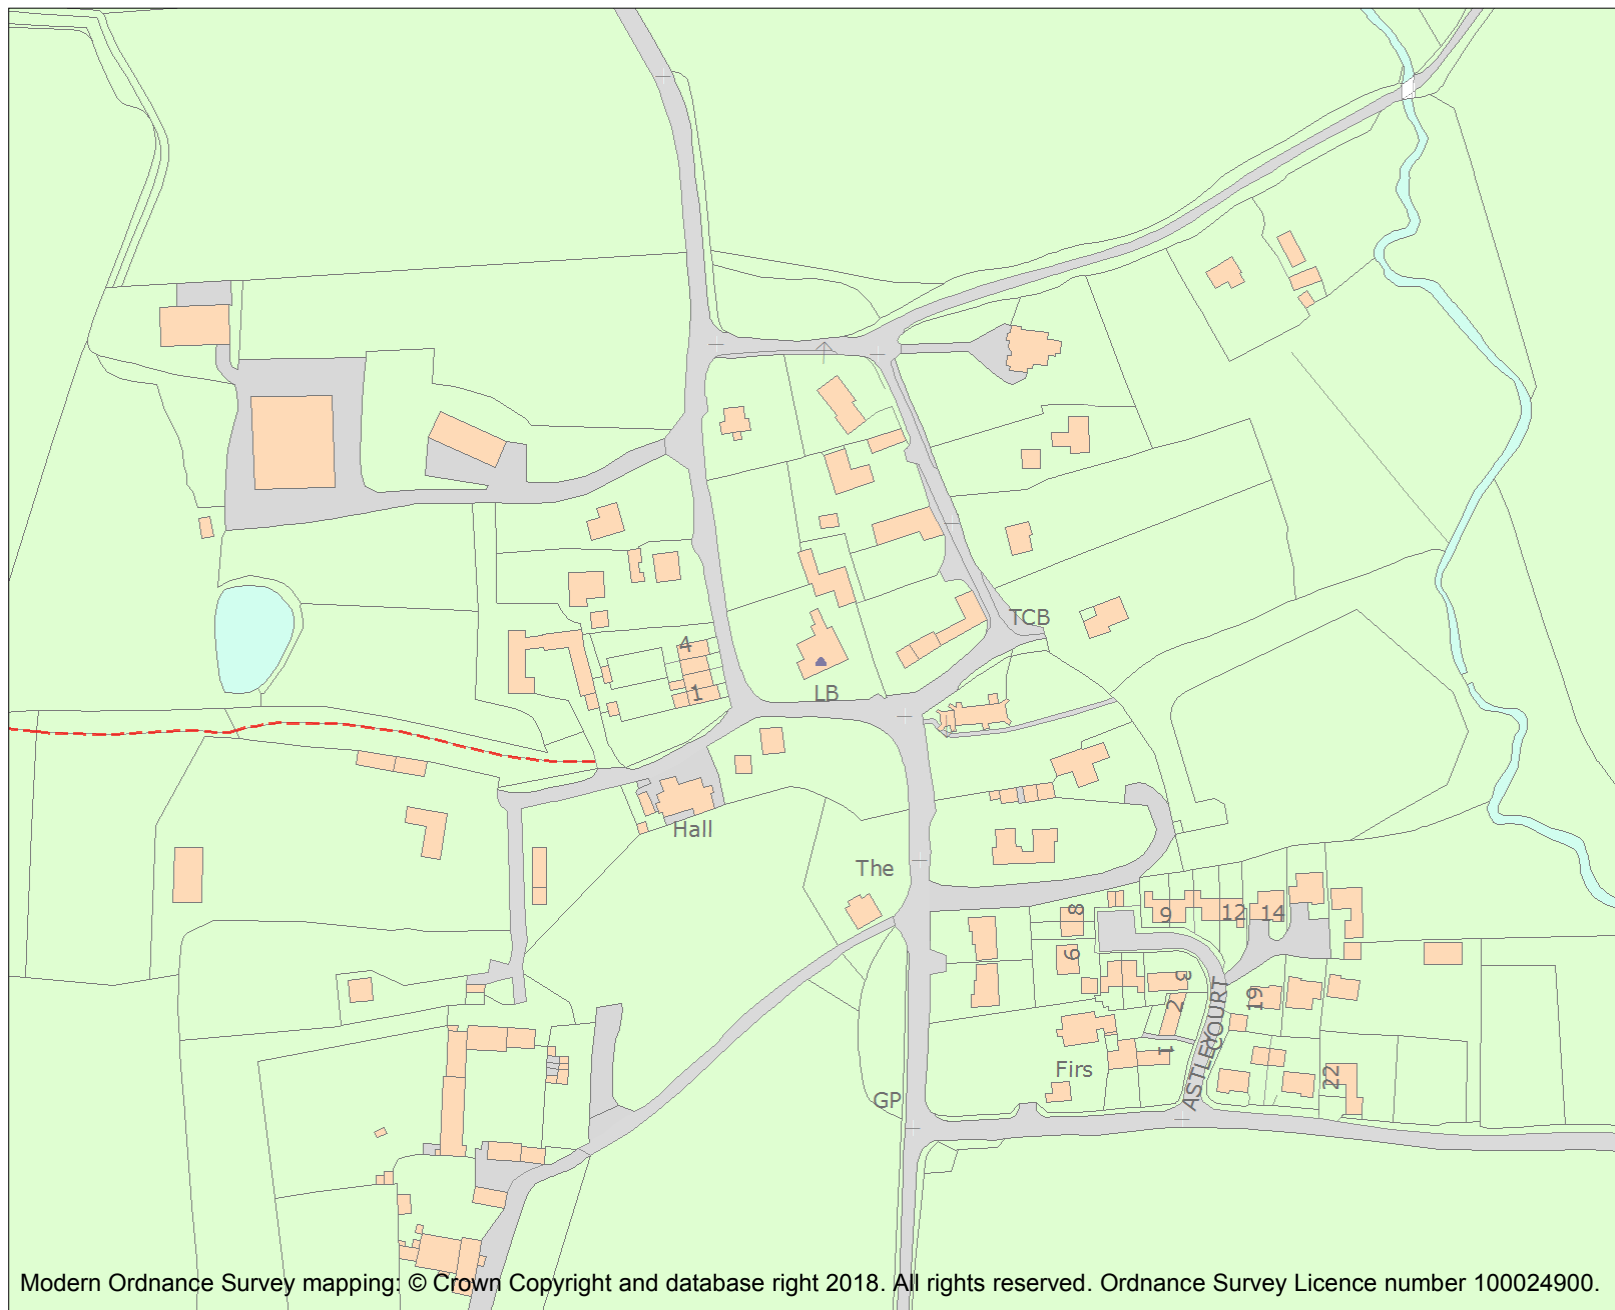 TCB
4
1
LB
Hall
The
8
9
12
14
6
3
2
19
ASTLEY COURT
1
Firs
22
GP
Modern Ordnance Survey mapping: © Crown Copyright and database right 2018. All rights reserved. Ordnance Survey Licence number 100024900.